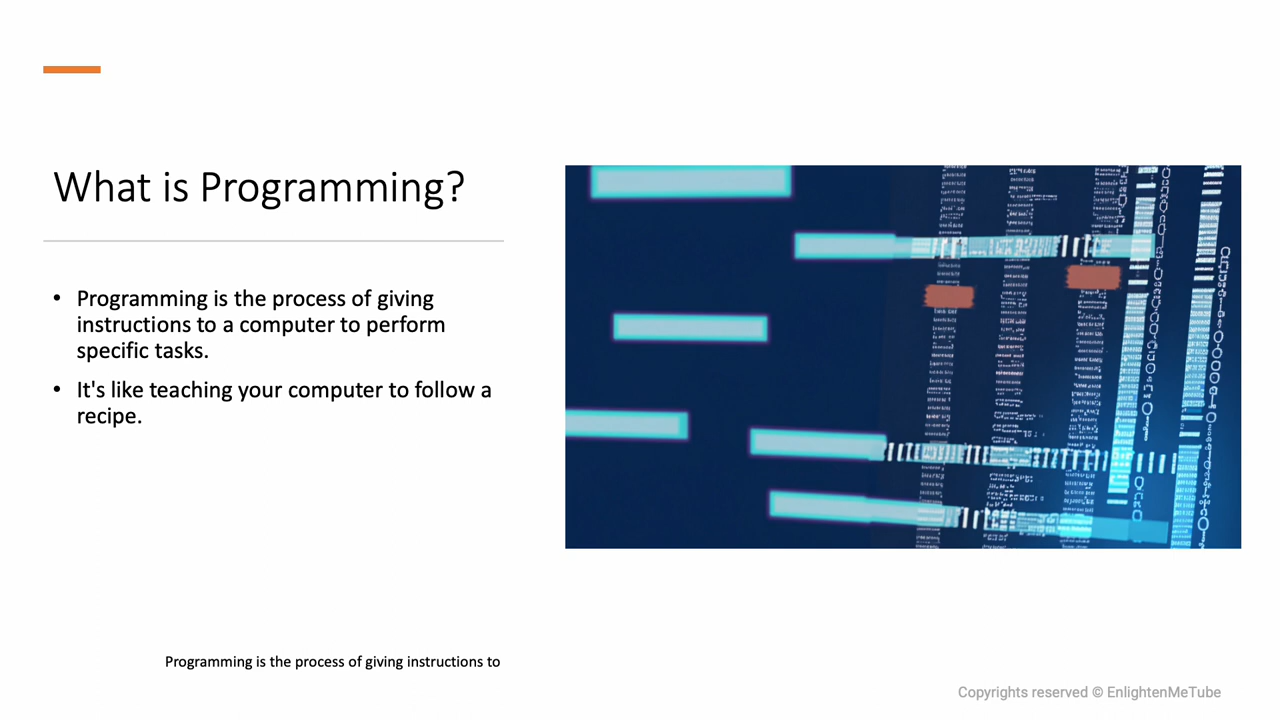 What is Programming?
• Programming is the process of giving
instructions to a computer to perform
specific tasks.
• It's like teaching your computer to follow a
recipe.
Programming is the process of giving instructions to
Copyrights reserved © EnlightenMeTube